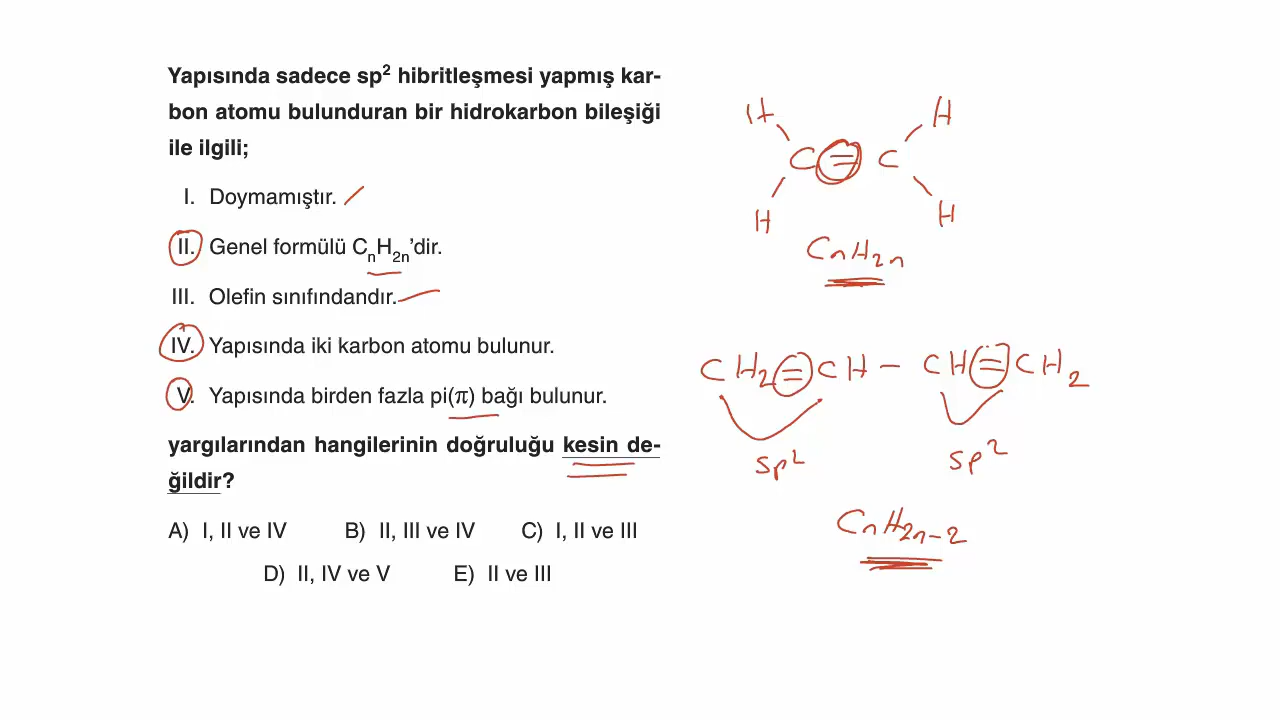 Yapısında sadece sp² hibritleşmesi yapmış kar-
bon atomu bulunduran bir hidrokarbon bileşiği
ile ilgili;
I. Doymamıştır.
II. Genel formülü CₙH₂ₙ’dir.
III. Olefin sınıfındandır.
IV. Yapısında iki karbon atomu bulunur.
V. Yapısında birden fazla pi(π) bağı bulunur.
yargılarından hangilerinin doğruluğu kesin de-
ğildir?
A) I, II ve IV B) II, III ve IV C) I, II ve III
D) II, IV ve V E) II ve III
H H
C = C
H H
CnH2n
CH2 = CH – CH = CH2
sp² sp²
CnH2n–2